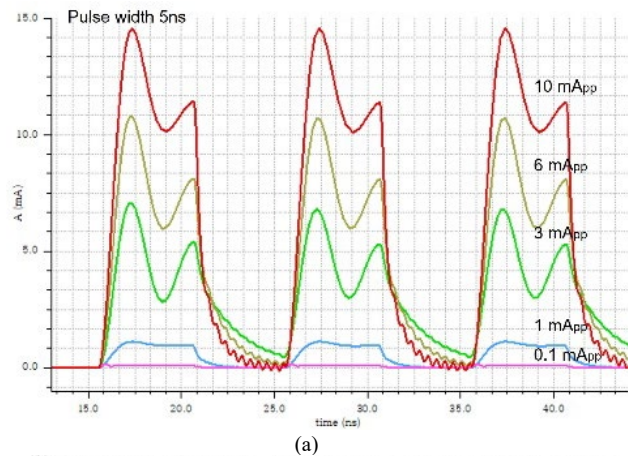 Pulse width 5ns
15.0
10 mApp
10.0
6 mApp
A (mA)
5.0
3 mApp
1 mApp
0.1 mApp
0.0
15.0 20.0 25.0 30.0 35.0 40.0
time (ns)
(a)